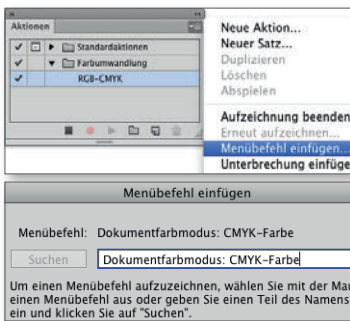 Aktionen
Standardaktionen
Farbumwandlung
RGB-CMYK
Neue Aktion...
Neuer Satz...
Duplizieren
Löschen
Abspielen
Aufzeichnung beenden
Erneut aufzeichnen...
Menübefehl einfügen...
Unterbrechung einfüge
Menübefehl einfügen
Menübefehl: Dokumentfarbmodus: CMYK-Farbe
Suchen Dokumentfarbmodus: CMYK-Farbe
Um einen Menübefehl aufzuzeichnen, wählen Sie mit der Mau
einen Menübefehl aus oder geben Sie einen Teil des Namens
ein und klicken Sie auf "Suchen".